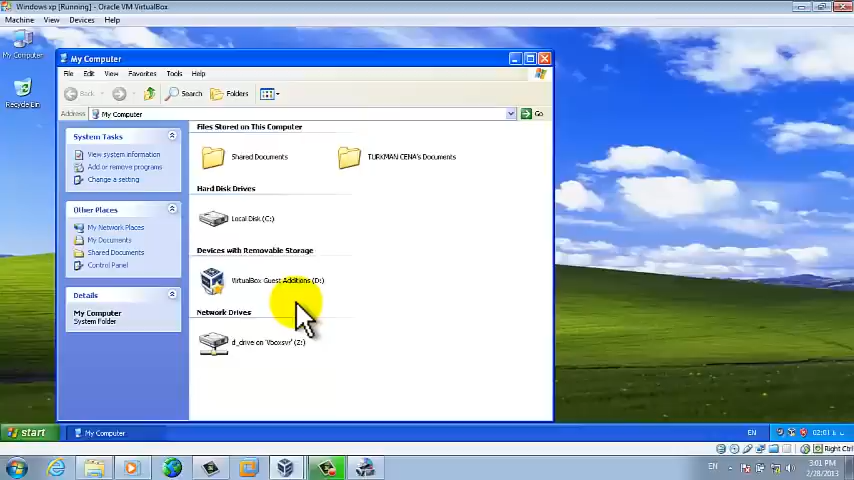 Windows xp [Running] - Oracle VM VirtualBox
Machine View Devices Help
My Computer
Recycle Bin
My Computer
File Edit View Favorites Tools Help
Back Search Folders
Address My Computer Go
System Tasks
View system information
Add or remove programs
Change a setting
Other Places
My Network Places
My Documents
Shared Documents
Control Panel
Details
My Computer
System Folder
Files Stored on This Computer
Shared Documents TURKMAN CENA's Documents
Hard Disk Drives
Local Disk (C:)
Devices with Removable Storage
VirtualBox Guest Additions (D:)
Network Drives
d_drive on 'Vboxsvr' (Z:)
start My Computer EN 02:01
Right Ctrl
EN 3:01 PM
2/28/2013